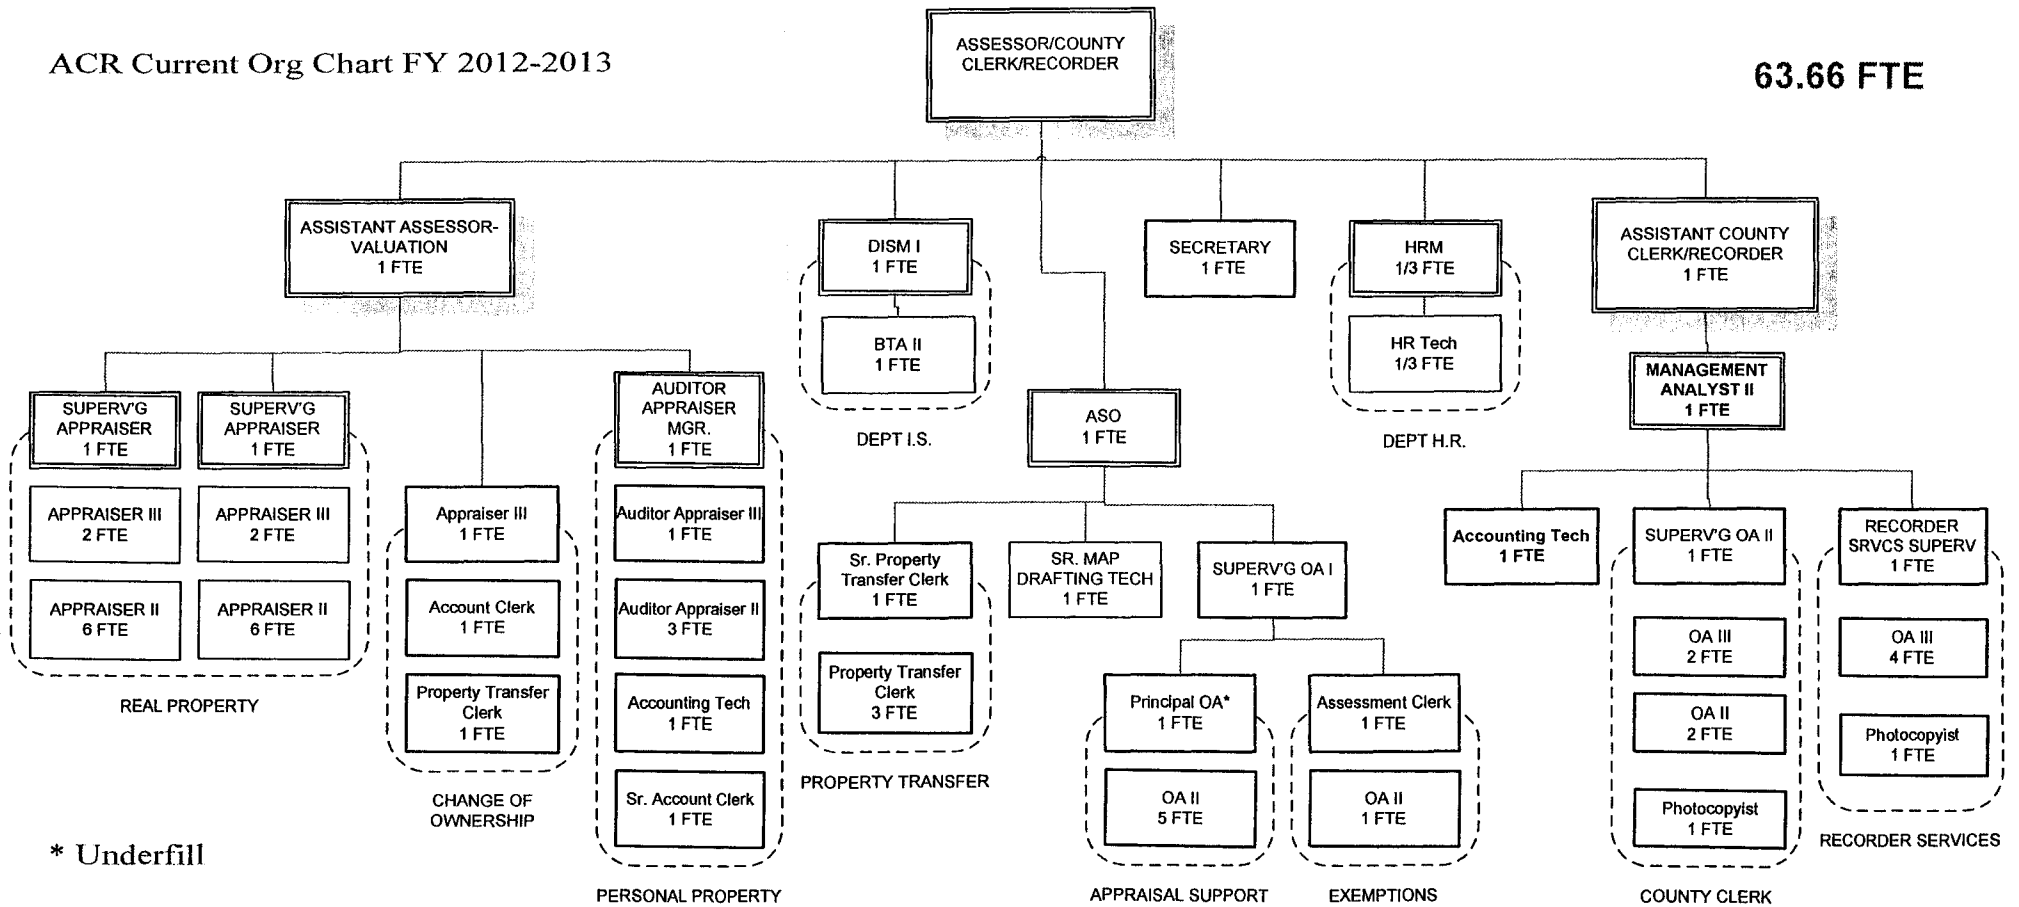 ACR Current Org Chart FY 2012-2013
ASSESSOR/COUNTY
CLERK/RECORDER
63.66 FTE
ASSISTANT ASSESSOR-
VALUATION
1 FTE
DISM I
1 FTE
BTA II
1 FTE
DEPT I.S.
SECRETARY
1 FTE
HRM
1/3 FTE
HR Tech
1/3 FTE
DEPT H.R.
ASSISTANT COUNTY
CLERK/RECORDER
1 FTE
MANAGEMENT
ANALYST II
1 FTE
SUPERV'G
APPRAISER
1 FTE
APPRAISER III
2 FTE
APPRAISER II
6 FTE
SUPERV'G
APPRAISER
1 FTE
APPRAISER III
2 FTE
APPRAISER II
6 FTE
REAL PROPERTY
Appraiser III
1 FTE
Account Clerk
1 FTE
Property Transfer
Clerk
1 FTE
CHANGE OF
OWNERSHIP
AUDITOR
APPRAISER
MGR.
1 FTE
Auditor Appraiser III
1 FTE
Auditor Appraiser II
3 FTE
Accounting Tech
1 FTE
Sr. Account Clerk
1 FTE
PERSONAL PROPERTY
ASO
1 FTE
Sr. Property
Transfer Clerk
1 FTE
Property Transfer
Clerk
3 FTE
PROPERTY TRANSFER
SR. MAP
DRAFTING TECH
1 FTE
SUPERV'G OA I
1 FTE
Principal OA*
1 FTE
OA II
5 FTE
APPRAISAL SUPPORT
Assessment Clerk
1 FTE
OA II
1 FTE
EXEMPTIONS
Accounting Tech
1 FTE
SUPERV'G OA II
1 FTE
OA III
2 FTE
OA II
2 FTE
Photocopyist
1 FTE
COUNTY CLERK
RECORDER
SRVCS SUPERV
1 FTE
OA III
4 FTE
Photocopyist
1 FTE
RECORDER SERVICES
* Underfill